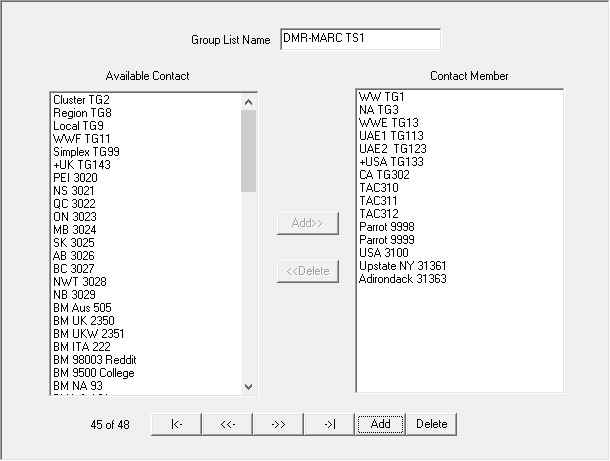 Group List Name DMR-MARC TS1
Available Contact
Cluster TG2
Region TG8
Local TG9
WWF TG11
Simplex TG99
+UK TG143
PEI 3020
NS 3021
QC 3022
ON 3023
MB 3024
SK 3025
AB 3026
BC 3027
NWT 3028
NB 3029
BM Aus 505
BM UK 2350
BM UKW 2351
BM ITA 222
BM 98003 Reddit
BM 9500 College
BM NA 93
Add>>
<<Delete
Contact Member
WW TG1
NA TG3
WWE TG13
UAE1 TG113
UAE2  TG123
+USA TG133
CA TG302
TAC310
TAC311
TAC312
Parrot 9998
Parrot 9999
USA 3100
Upstate NY 31361
Adirondack 31363
45 of 48 |<- <<- ->> ->| Add Delete